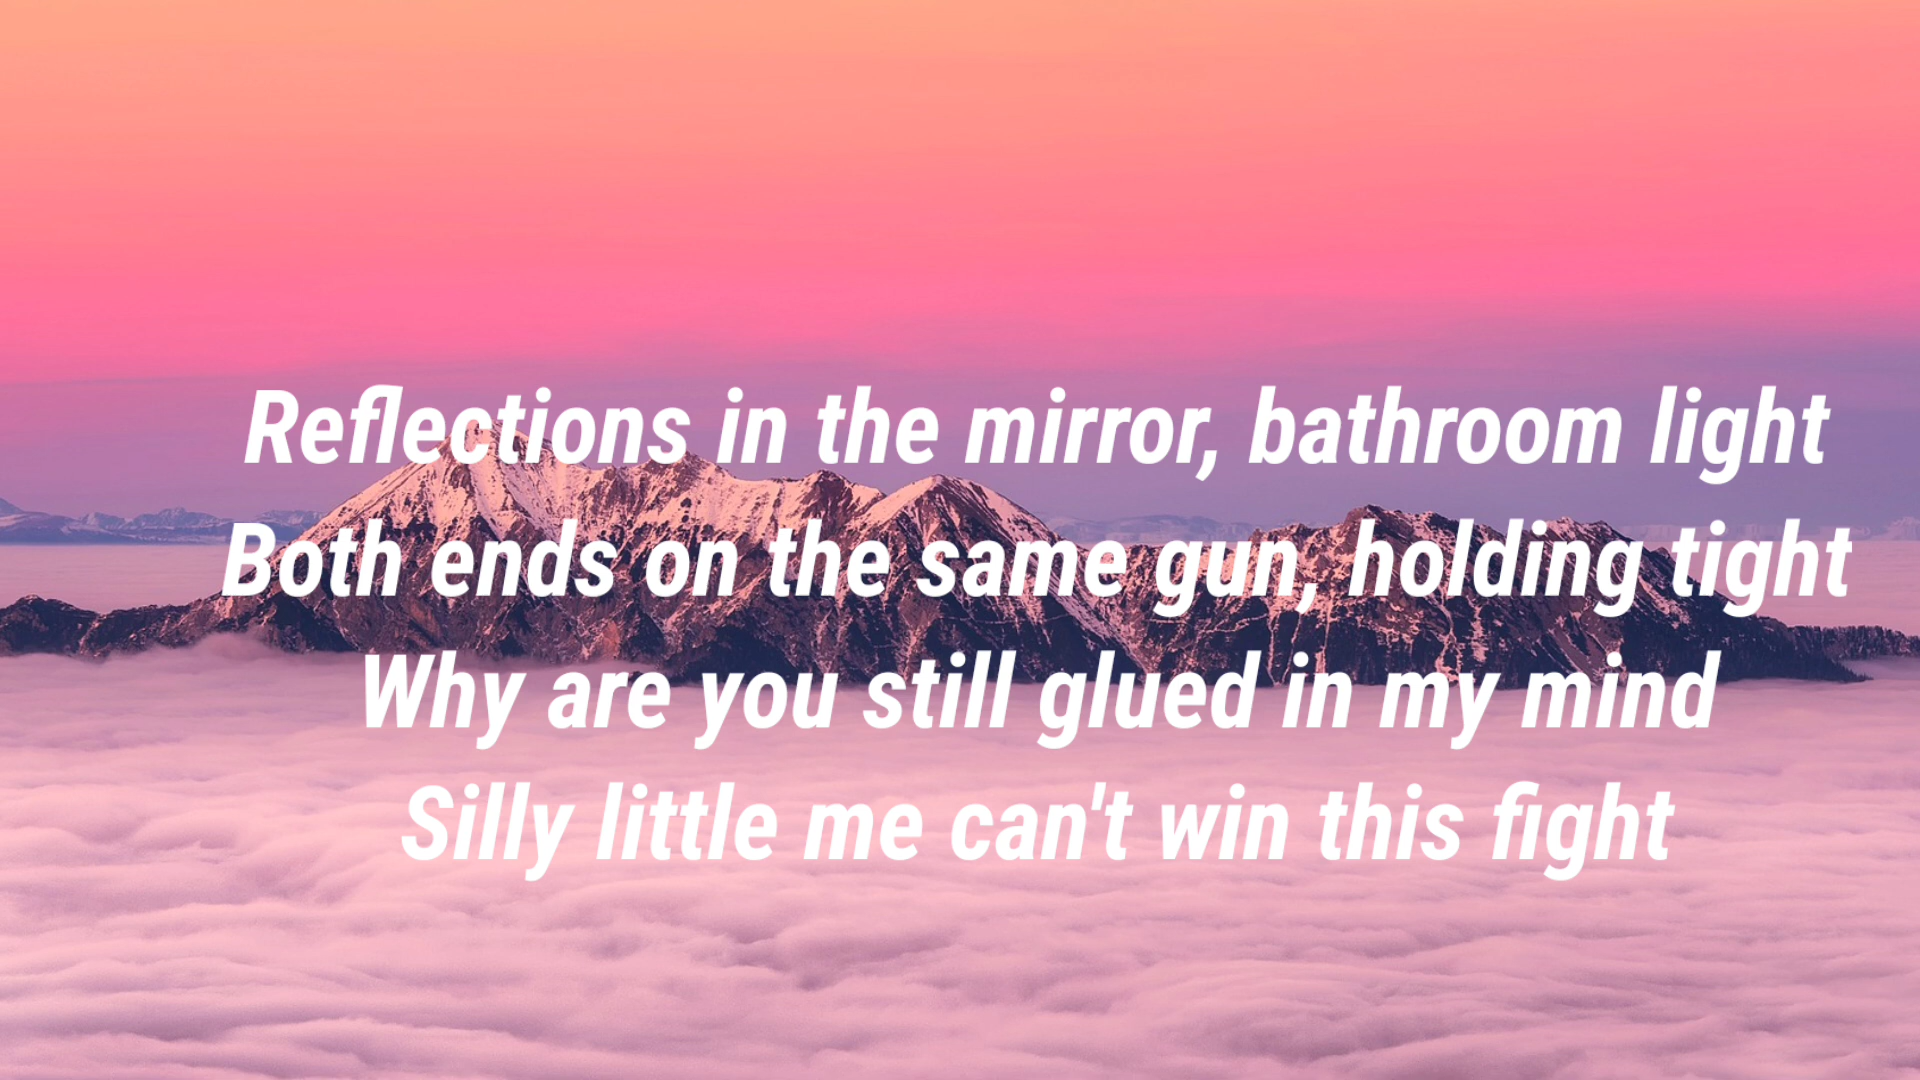 Reflections in the mirror, bathroom light
Both ends on the same gun, holding tight
Why are you still glued in my mind
Silly little me can't win this fight